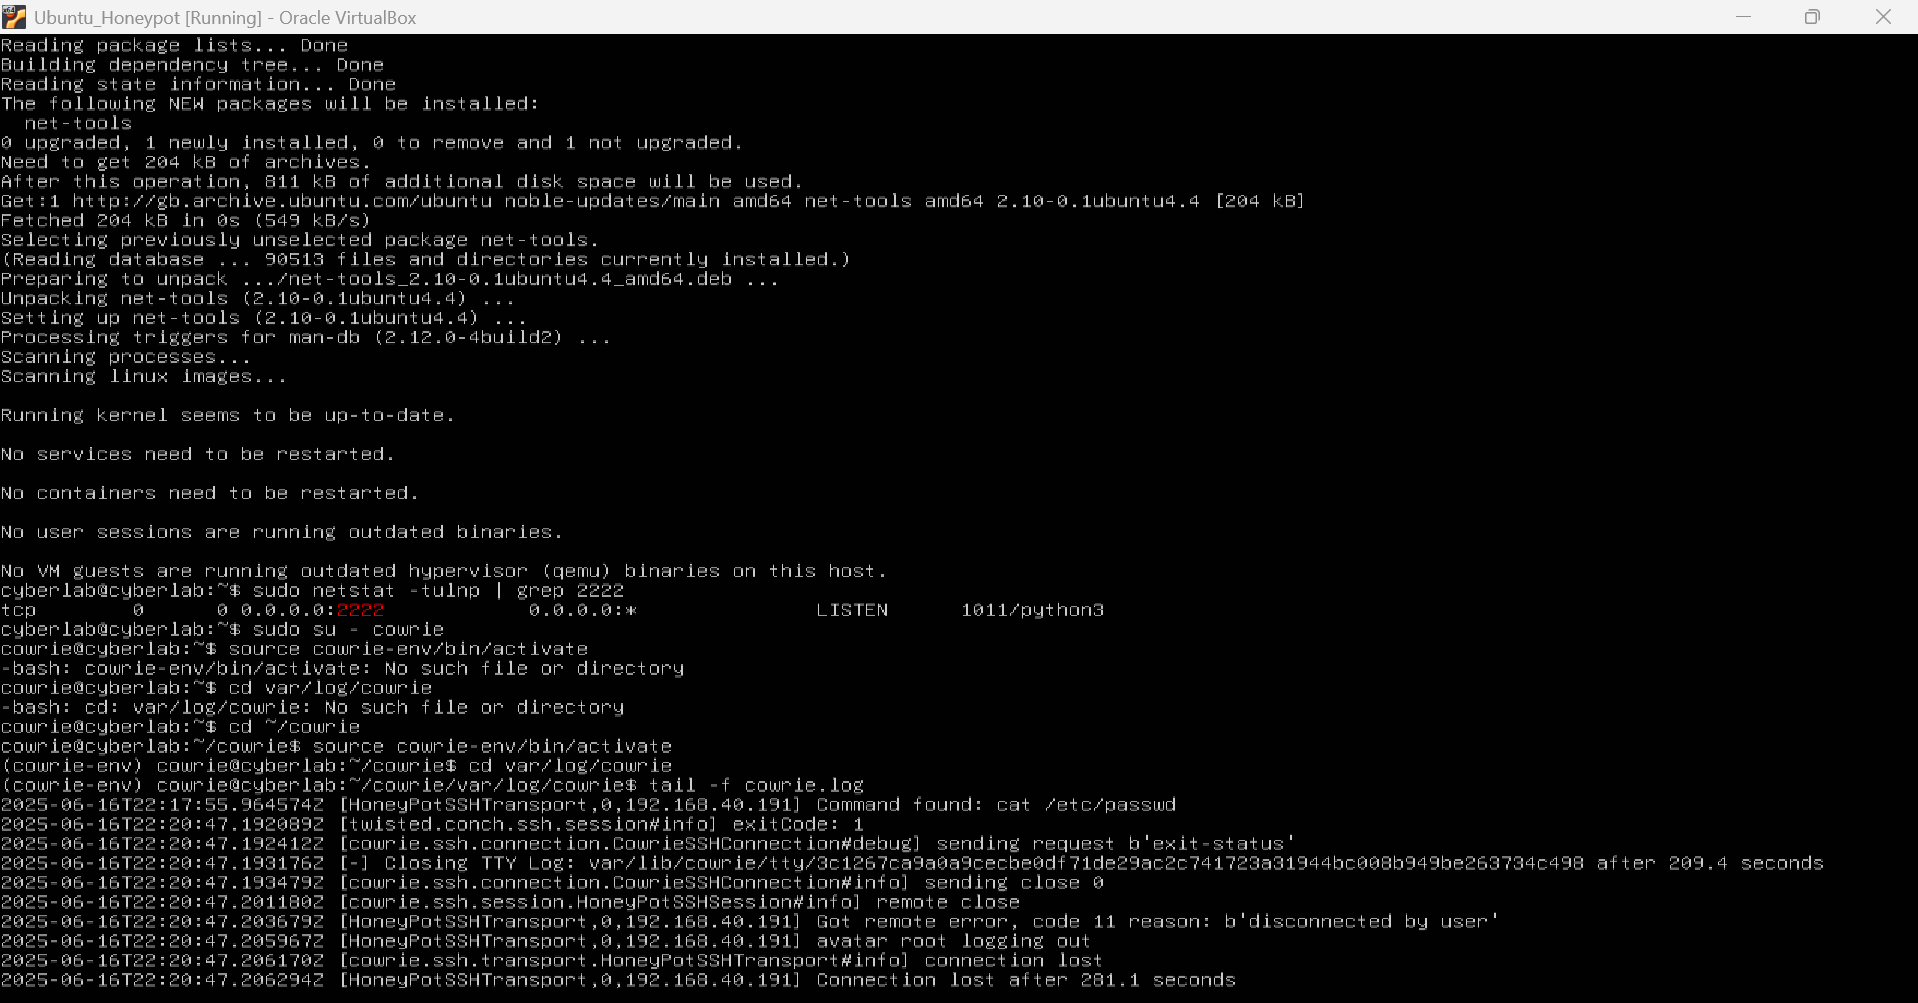 Ubuntu_Honeypot [Running] - Oracle VirtualBox
Reading package lists... Done
Building dependency tree... Done
Reading state information... Done
The following NEW packages will be installed:
  net-tools
0 upgraded, 1 newly installed, 0 to remove and 1 not upgraded.
Need to get 204 kB of archives.
After this operation, 811 kB of additional disk space will be used.
Get:1 http://gb.archive.ubuntu.com/ubuntu noble-updates/main amd64 net-tools amd64 2.10-0.1ubuntu4.4 [204 kB]
Fetched 204 kB in 0s (549 kB/s)
Selecting previously unselected package net-tools.
(Reading database ... 90513 files and directories currently installed.)
Preparing to unpack .../net-tools_2.10-0.1ubuntu4.4_amd64.deb ...
Unpacking net-tools (2.10-0.1ubuntu4.4) ...
Setting up net-tools (2.10-0.1ubuntu4.4) ...
Processing triggers for man-db (2.12.0-4build2) ...
Scanning processes...
Scanning linux images...
Running kernel seems to be up-to-date.
No services need to be restarted.
No containers need to be restarted.
No user sessions are running outdated binaries.
No VM guests are running outdated hypervisor (qemu) binaries on this host.
cyberlab@cyberlab:~$ sudo netstat -tulnp | grep 2222
tcp        0      0 0.0.0.0:2222            0.0.0.0:*               LISTEN      1011/python3
cyberlab@cyberlab:~$ sudo su - cowrie
cowrie@cyberlab:~$ source cowrie-env/bin/activate
-bash: cowrie-env/bin/activate: No such file or directory
cowrie@cyberlab:~$ cd var/log/cowrie
-bash: cd: var/log/cowrie: No such file or directory
cowrie@cyberlab:~$ cd ~/cowrie
cowrie@cyberlab:~/cowrie$ source cowrie-env/bin/activate
(cowrie-env) cowrie@cyberlab:~/cowrie$ cd var/log/cowrie
(cowrie-env) cowrie@cyberlab:~/cowrie/var/log/cowrie$ tail -f cowrie.log
2025-06-16T22:17:55.964574Z [HoneyPotSSHTransport,0,192.168.40.191] Command found: cat /etc/passwd
2025-06-16T22:20:47.192089Z [twisted.conch.ssh.session#info] exitCode: 1
2025-06-16T22:20:47.192412Z [cowrie.ssh.connection.CowrieSSHConnection#debug] sending request b'exit-status'
2025-06-16T22:20:47.193176Z [-] Closing TTY Log: var/lib/cowrie/tty/3c1267ca9a0a9cecbe0df71de29ac2c741723a31944bc008b949be263734c498 after 209.4 seconds
2025-06-16T22:20:47.193479Z [cowrie.ssh.connection.CowrieSSHConnection#info] sending close 0
2025-06-16T22:20:47.201180Z [cowrie.ssh.session.HoneyPotSSHSession#info] remote close
2025-06-16T22:20:47.203679Z [HoneyPotSSHTransport,0,192.168.40.191] Got remote error, code 11 reason: b'disconnected by user'
2025-06-16T22:20:47.205967Z [HoneyPotSSHTransport,0,192.168.40.191] avatar root logging out
2025-06-16T22:20:47.206170Z [cowrie.ssh.transport.HoneyPotSSHTransport#info] connection lost
2025-06-16T22:20:47.206294Z [HoneyPotSSHTransport,0,192.168.40.191] Connection lost after 281.1 seconds